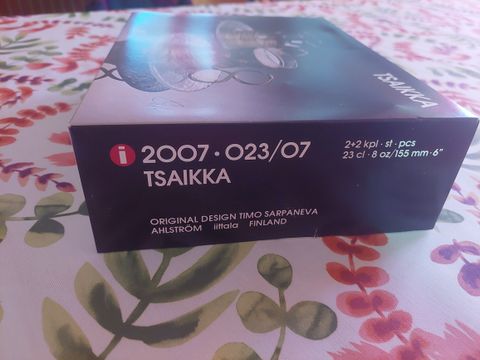 TSAIKKA
i 2007 · 023/07
TSAIKKA
2+2 kpl · st · pcs
23 cl · 8 oz/155 mm · 6"
ORIGINAL DESIGN TIMO SARPANEVA
AHLSTRÖM iittala FINLAND